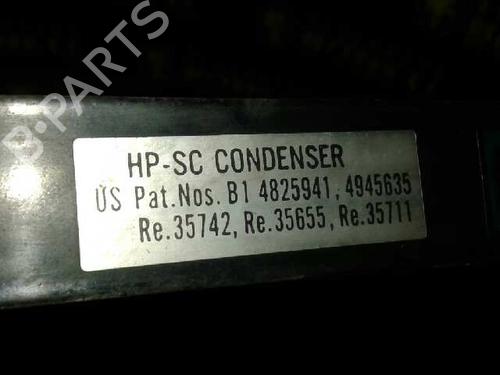 B-PARTS
HP-SC CONDENSER
US Pat.Nos. B1 4825941, 4945635
Re.35742, Re.35655, Re.35711